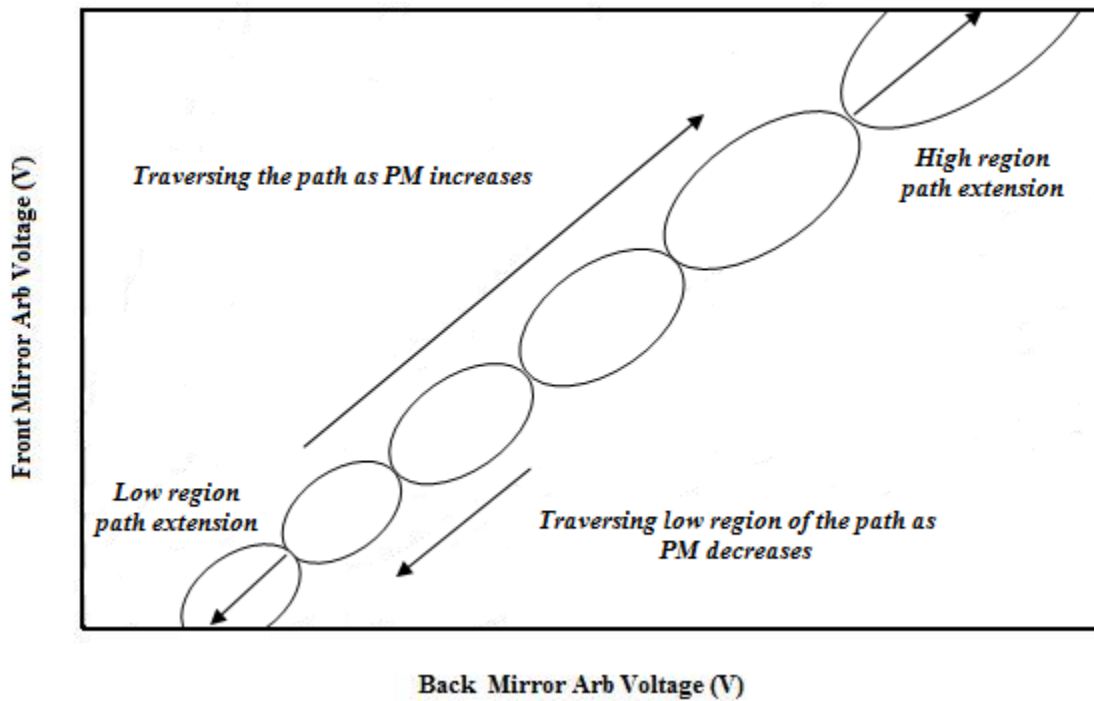 Traversing the path as PM increases
High region
path extension
Front Mirror Arb Voltage (V)
Low region
path extension
Traversing low region of the path as
PM decreases
Back Mirror Arb Voltage (V)